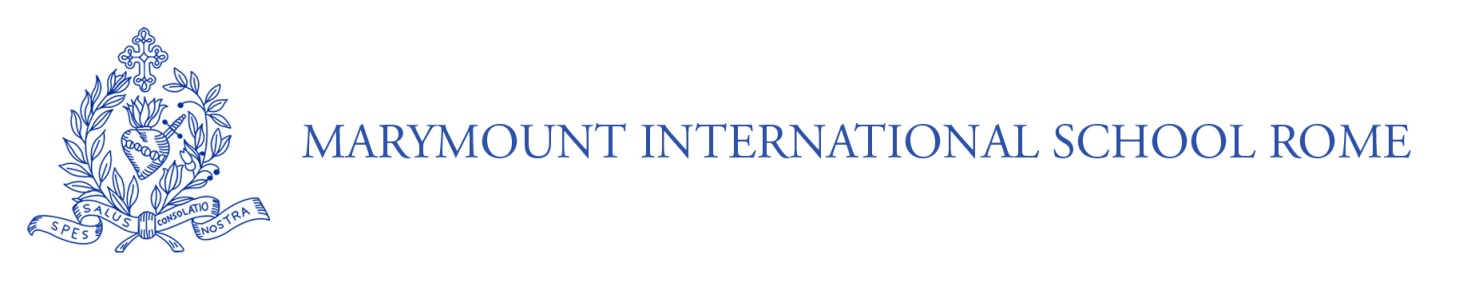 SPES SALUS CONSOLATIO NOSTRA
MARYMOUNT INTERNATIONAL SCHOOL ROME